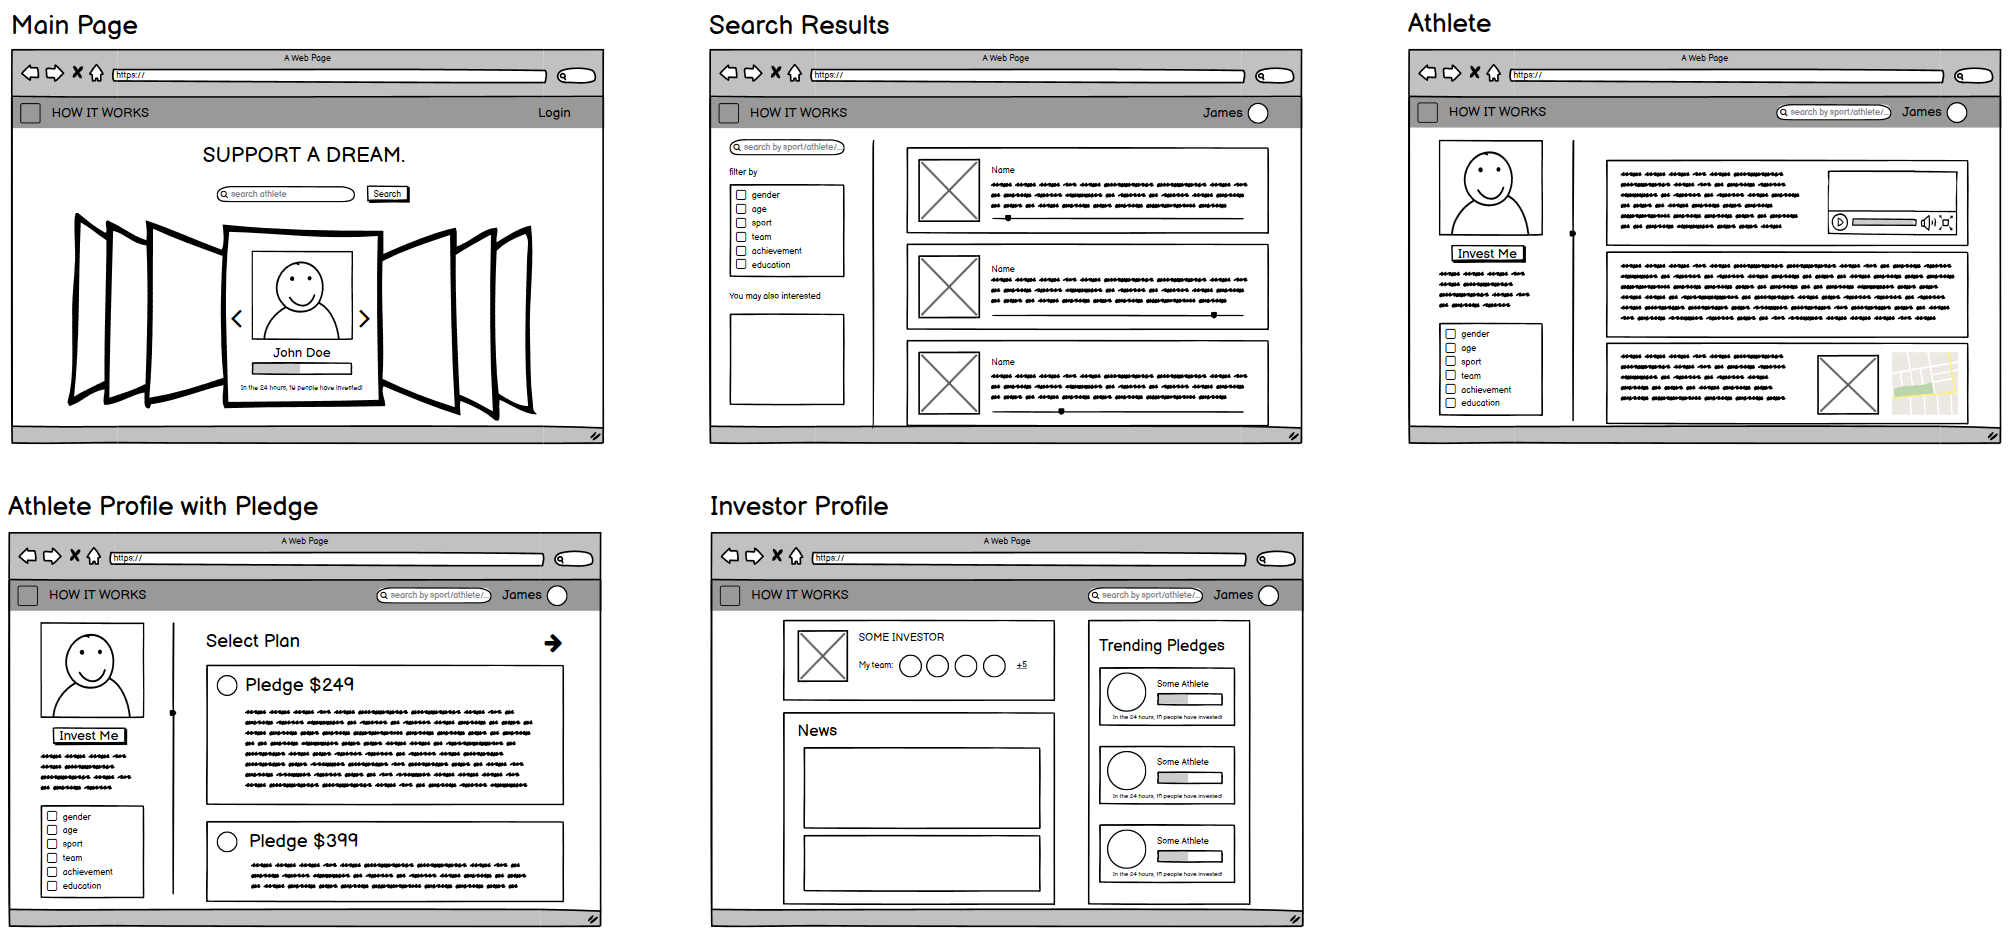 Main Page
A Web Page
https://
HOW IT WORKS
Login
SUPPORT A DREAM.
search athlete
Search
John Doe
In the 24 hours, 10 people have invested!
Search Results
A Web Page
https://
HOW IT WORKS
James
search by sport/athlete/...
filter by
gender
age
sport
team
achievement
education
You may also interested
Name
Name
Name
Athlete
A Web Page
https://
HOW IT WORKS
search by sport/athlete/...
James
Invest Me
gender
age
sport
team
achievement
education
Athlete Profile with Pledge
A Web Page
https://
HOW IT WORKS
search by sport/athlete/...
James
Invest Me
gender
age
sport
team
achievement
education
Select Plan
Pledge $249
Pledge $399
Investor Profile
A Web Page
https://
HOW IT WORKS
search by sport/athlete/...
James
SOME INVESTOR
My team:
+5
News
Trending Pledges
Some Athlete
In the 24 hours, 10 people have invested!
Some Athlete
In the 24 hours, 10 people have invested!
Some Athlete
In the 24 hours, 10 people have invested!